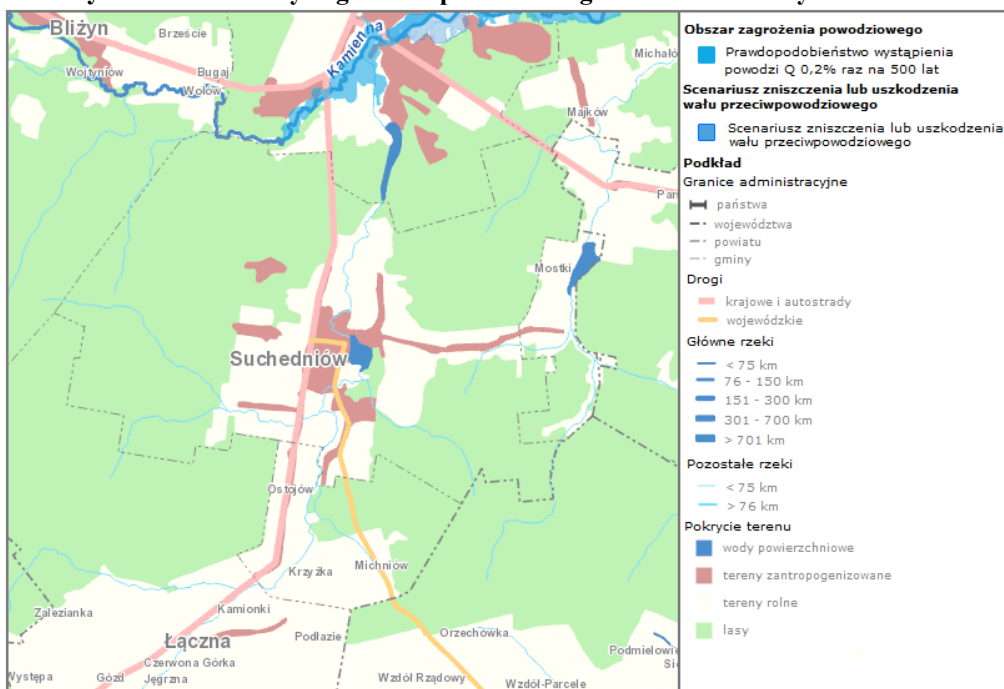 Bliżyn
Brzeście
Wojtyniów
Bugaj
Wołów
Kamienna
Michałó
Majków
Pars
Mostki
Suchedniów
Ostojów
Krzyżka
Michniów
Zalezianka
Kamionki
Łączna
Podłazie
Orzechówka
Czerwona Górka
Podmielowie
Występa
Gózd
Jęgrzna
Wzdół Rządowy
Wzdół-Parcele
Obszar zagrożenia powodziowego
Prawdopodobieństwo wystąpienia
powodzi Q 0,2% raz na 500 lat
Scenariusz zniszczenia lub uszkodzenia
wału przeciwpowodziowego
Scenariusz zniszczenia lub uszkodzenia
wału przeciwpowodziowego
Podkład
Granice administracyjne
państwa
województwa
powiatu
gminy
Drogi
krajowe i autostrady
wojewódzkie
Główne rzeki
< 75 km
76 - 150 km
151 - 300 km
301 - 700 km
> 701 km
Pozostałe rzeki
< 75 km
> 76 km
Pokrycie terenu
wody powierzchniowe
tereny zantropogenizowane
tereny rolne
lasy